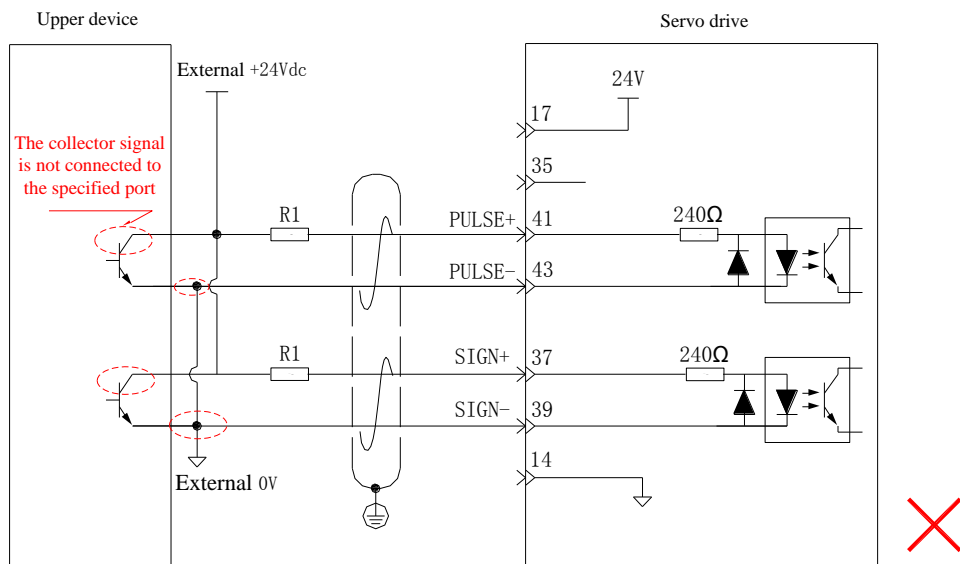 Upper device
Servo drive
External +24Vdc
24V
17
The collector signal
is not connected to
the specified port
35
R1
PULSE+
41
240Ω
PULSE-
43
R1
SIGN+
37
240Ω
SIGN-
39
14
External 0V